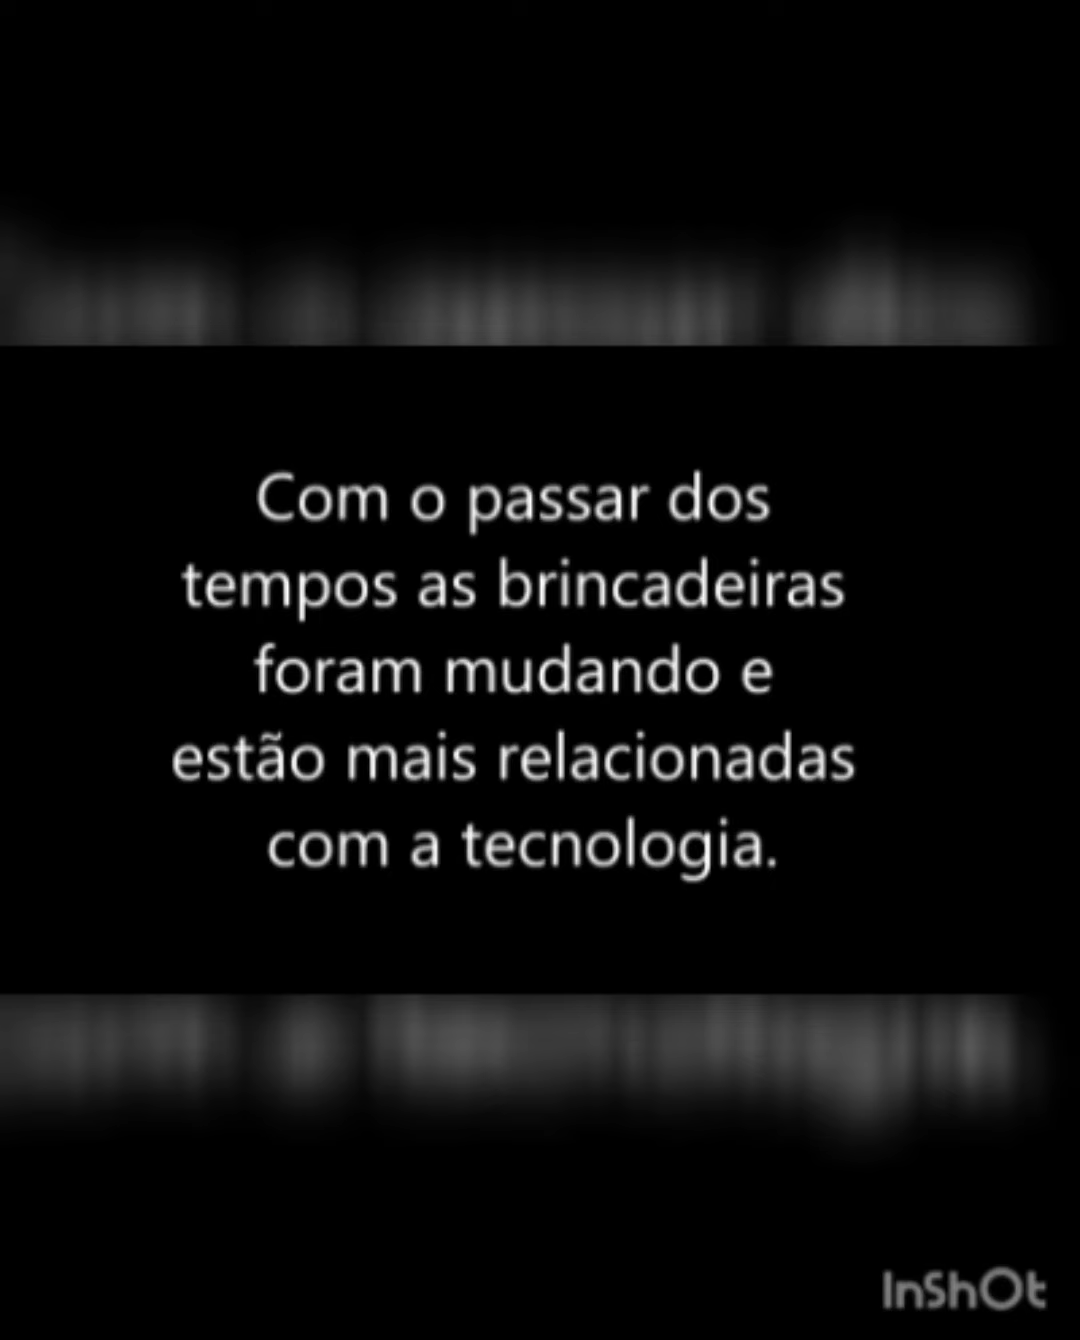 Com o passar dos
tempos as brincadeiras
foram mudando e
estão mais relacionadas
com a tecnologia.
InShOt